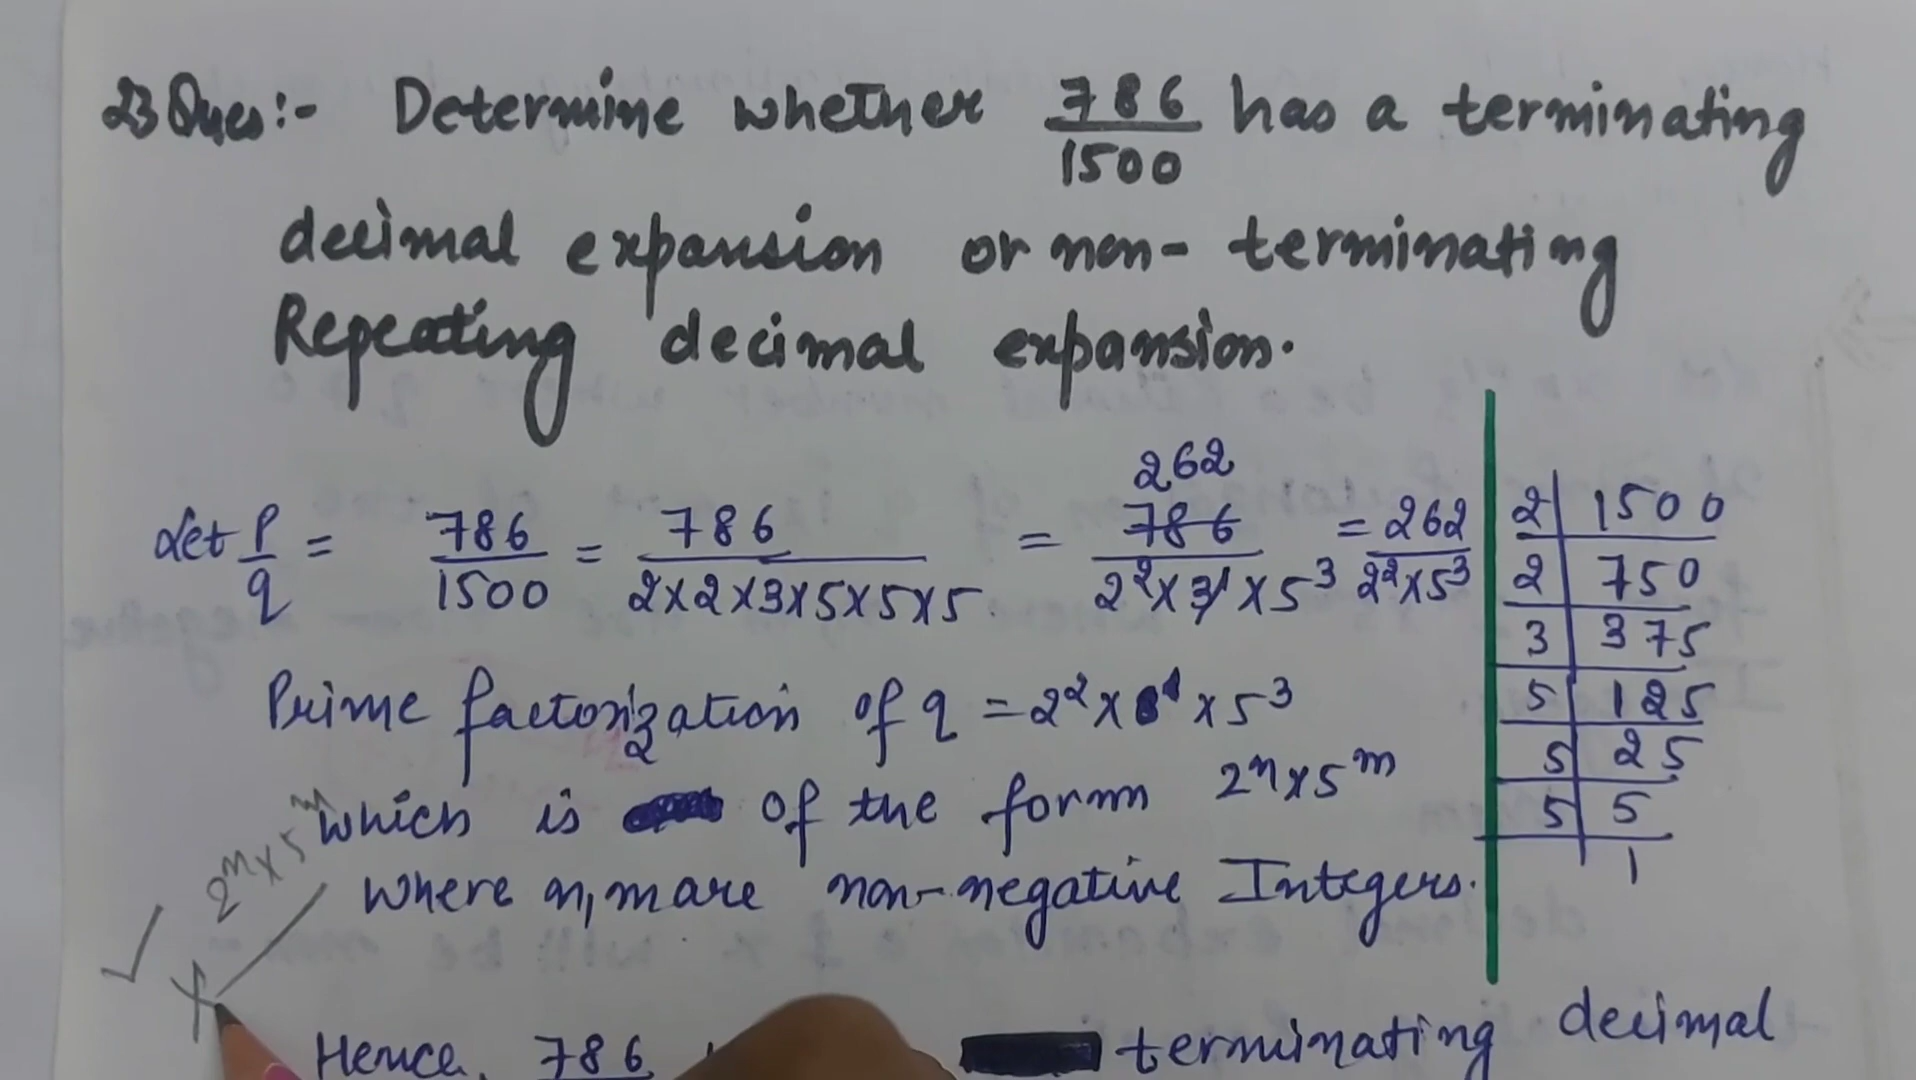 23 Ques:- Determine whether 786/1500 has a terminating
decimal expansion or non-terminating
Repeating decimal expansion.
Let p/q = 786/1500 = 786/2×2×3×5×5×5 = 786/2²×3¹×5³ = 262/2²×5³
262
Prime factorization of q = 2²× ¹×5³
which is of the form 2ⁿ×5ᵐ
where n,m are non-negative Integers.
2ⁿ×5ᵐ
Hence, 786 terminating decimal
2 | 1500
2 | 750
3 | 375
5 | 125
5 | 25
5 | 5
1